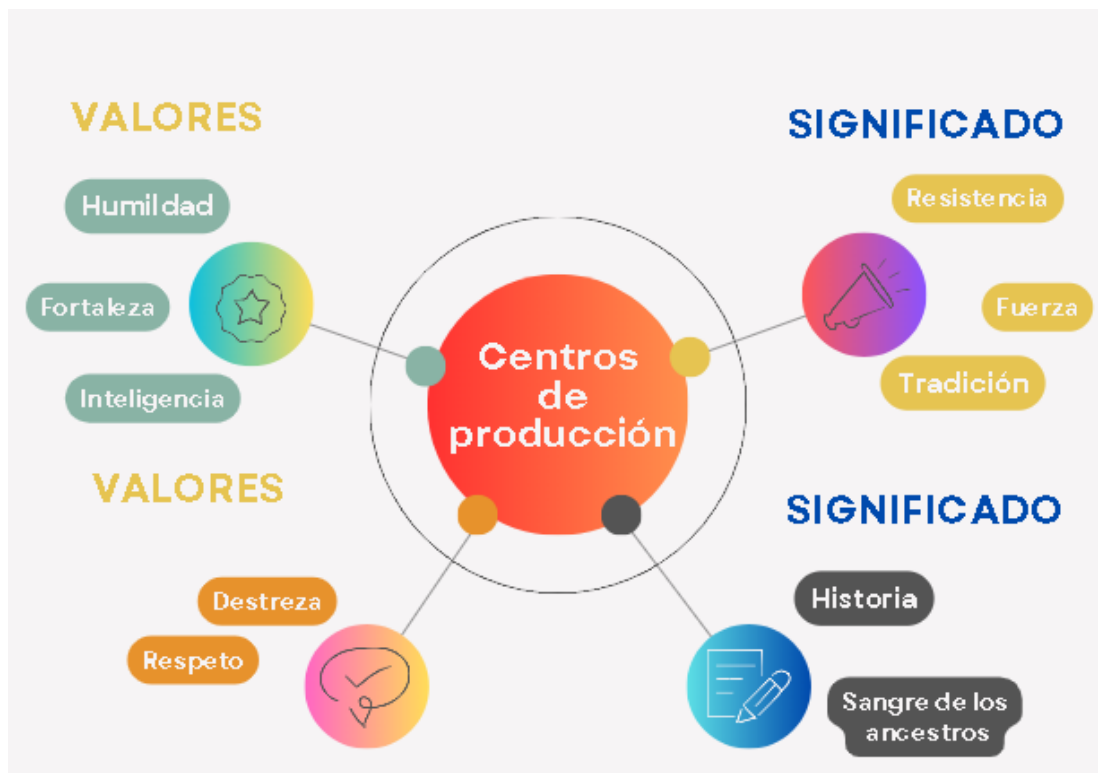 VALORES
Humildad
Fortaleza
Inteligencia
SIGNIFICADO
Resistencia
Fuerza
Tradición
Centros
de
producción
VALORES
Destreza
Respeto
SIGNIFICADO
Historia
Sangre de los
ancestros